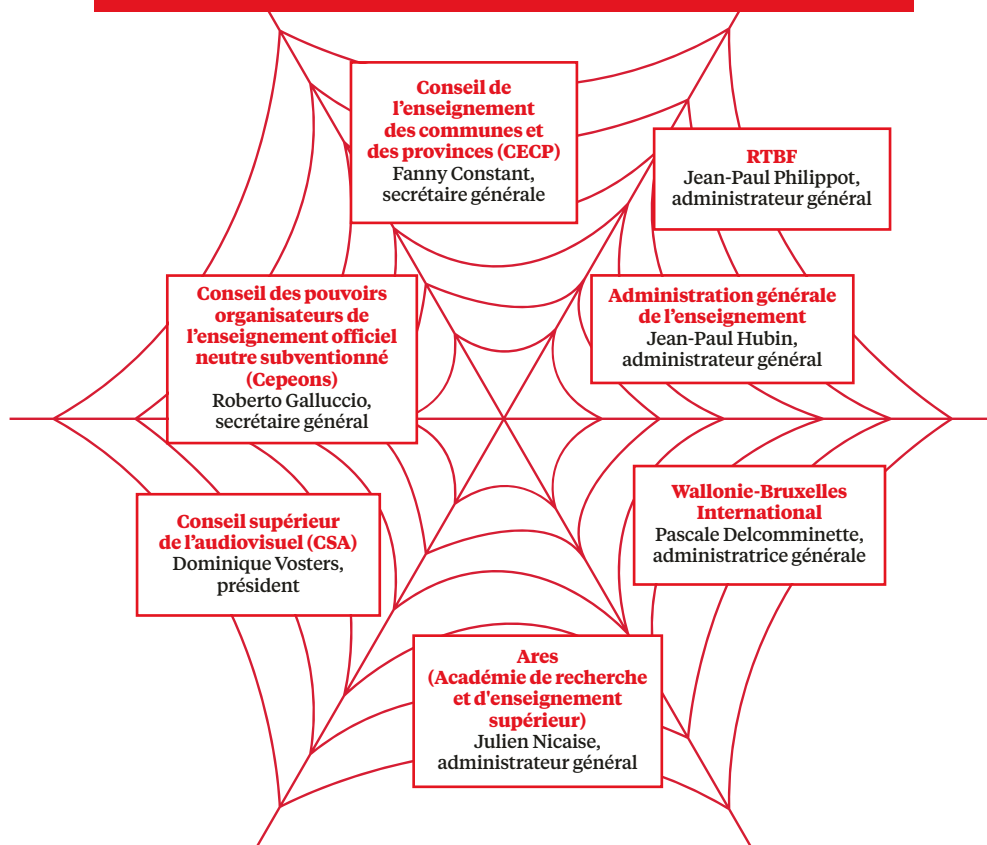 Conseil de
l’enseignement
des communes et
des provinces (CECP)
Fanny Constant,
secrétaire générale
RTBF
Jean-Paul Philippot,
administrateur général
Conseil des pouvoirs
organisateurs de
l’enseignement officiel
neutre subventionné
(Cepeons)
Roberto Galluccio,
secrétaire général
Administration générale
de l’enseignement
Jean-Paul Hubin,
administrateur général
Conseil supérieur
de l’audiovisuel (CSA)
Dominique Vosters,
président
Wallonie-Bruxelles
International
Pascale Delcomminette,
administratrice générale
Ares
(Académie de recherche
et d'enseignement
supérieur)
Julien Nicaise,
administrateur général